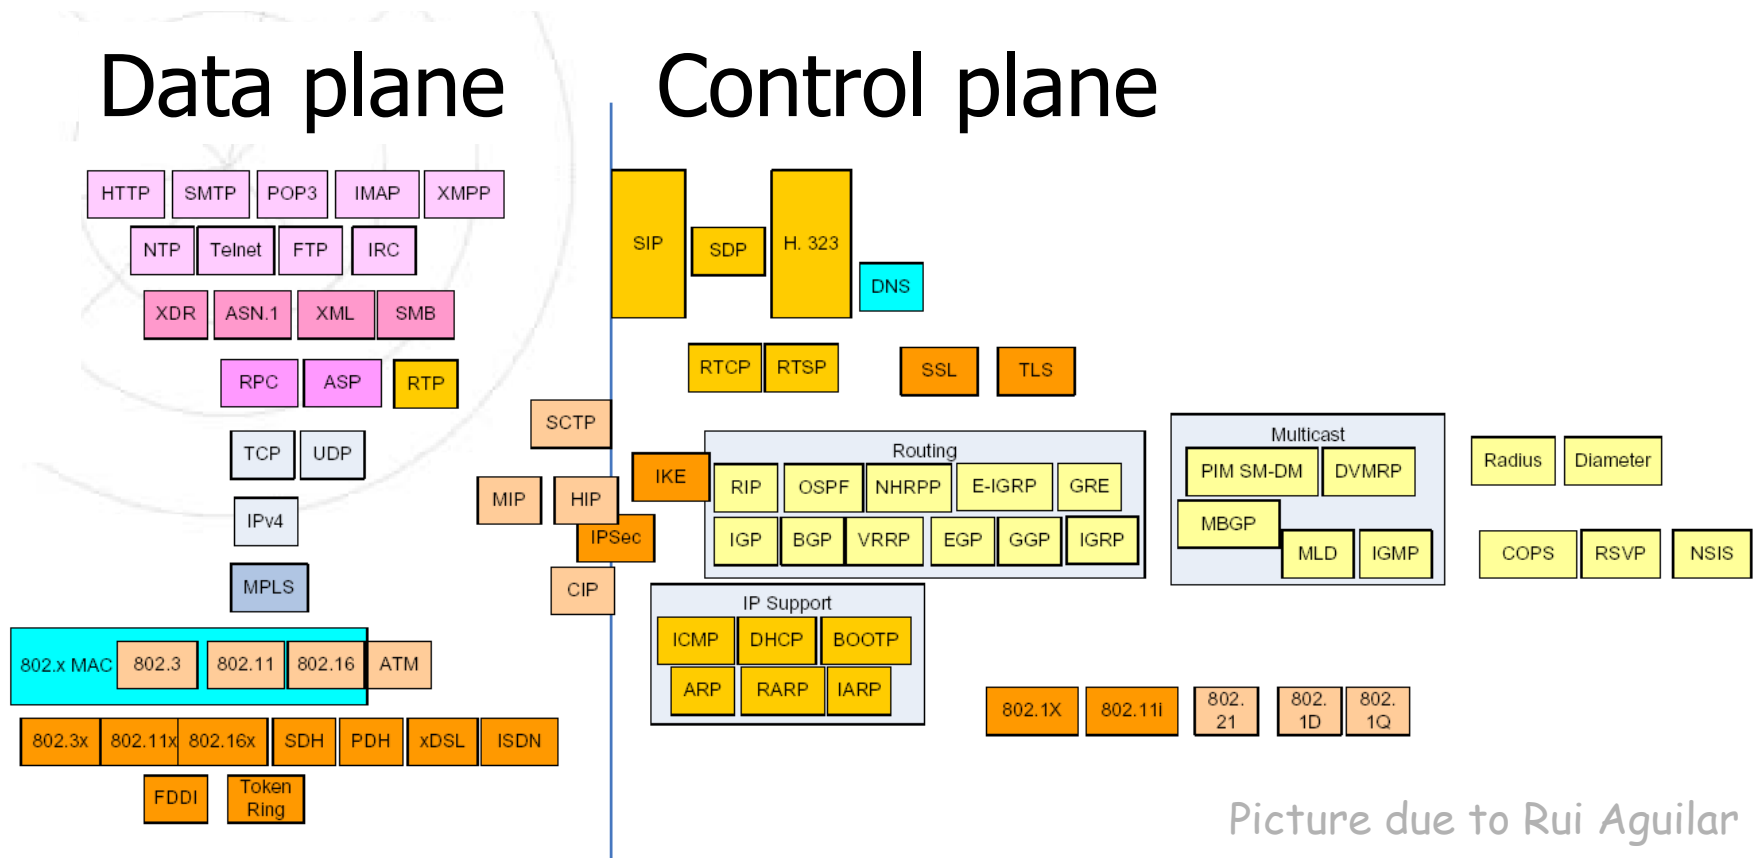 Data plane
Control plane
HTTP SMTP POP3 IMAP XMPP
NTP Telnet FTP IRC
XDR ASN.1 XML SMB
RPC ASP RTP
TCP UDP
IPv4
MPLS
802.x MAC 802.3 802.11 802.16 ATM
802.3x 802.11x 802.16x SDH PDH xDSL ISDN
FDDI Token
Ring
SCTP
MIP HIP
IPSec
CIP
SIP SDP H. 323
DNS
RTCP RTSP SSL TLS
IKE
Routing
RIP OSPF NHRPP E-IGRP GRE
IGP BGP VRRP EGP GGP IGRP
Multicast
PIM SM-DM DVMRP
MBGP
MLD IGMP
Radius Diameter
COPS RSVP NSIS
IP Support
ICMP DHCP BOOTP
ARP RARP IARP
802.1X 802.11i
802.
21
802.
1D
802.
1Q
Picture due to Rui Aguilar